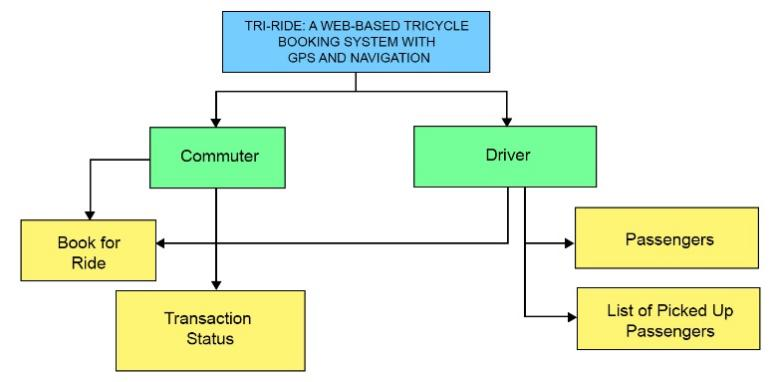 TRI-RIDE: A WEB-BASED TRICYCLE
BOOKING SYSTEM WITH
GPS AND NAVIGATION
Commuter
Driver
Book for
Ride
Passengers
Transaction
Status
List of Picked Up
Passengers